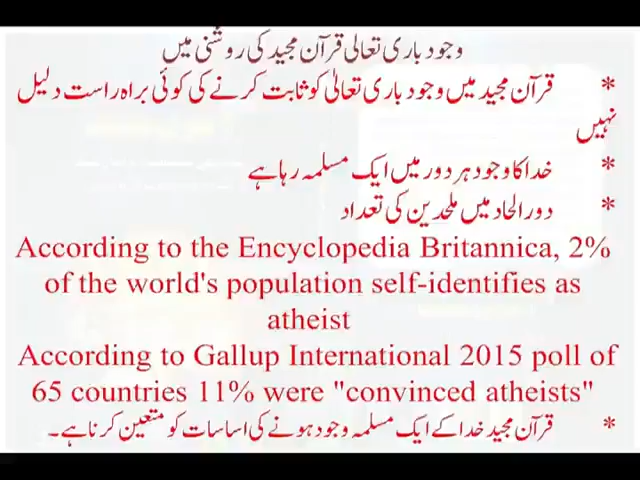 وجود باری تعالی قرآن مجید کی روشنی میں
* قرآن مجید میں وجود باری تعالیٰ کو ثابت کرنے کی کوئی براہ راست دلیل
نہیں
* خدا کا وجود ہر دور میں ایک مسلمہ رہا ہے
* دور الحاد میں ملحدین کی تعداد
According to the Encyclopedia Britannica, 2%
of the world's population self-identifies as
atheist
According to Gallup International 2015 poll of
65 countries 11% were "convinced atheists"
* قرآن مجید خدا کے ایک مسلمہ وجود ہونے کی اساسات کو متعین کرنا ہے۔